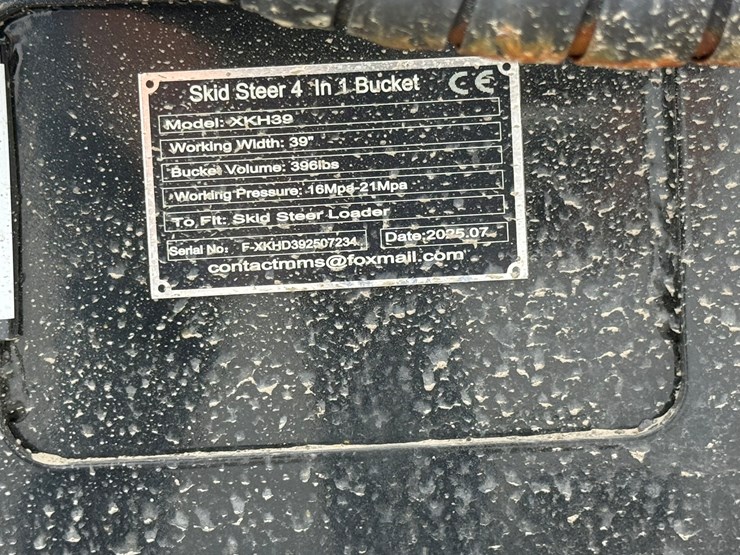 Skid Steer 4 In 1 Bucket CE
Model: XKH39
Working Width: 39"
Bucket Volume: 396lbs
Working Pressure: 16Mpa-21Mpa
To Fit: Skid Steer Loader
Serial No: F-XKHD392507234 Date:2025.07
contactmms@foxmail.com